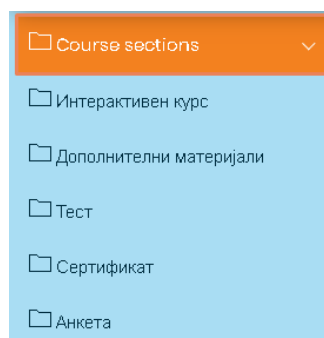 Course sections
Интерактивен курс
Дополнителни материјали
Тест
Сертификат
Анкета